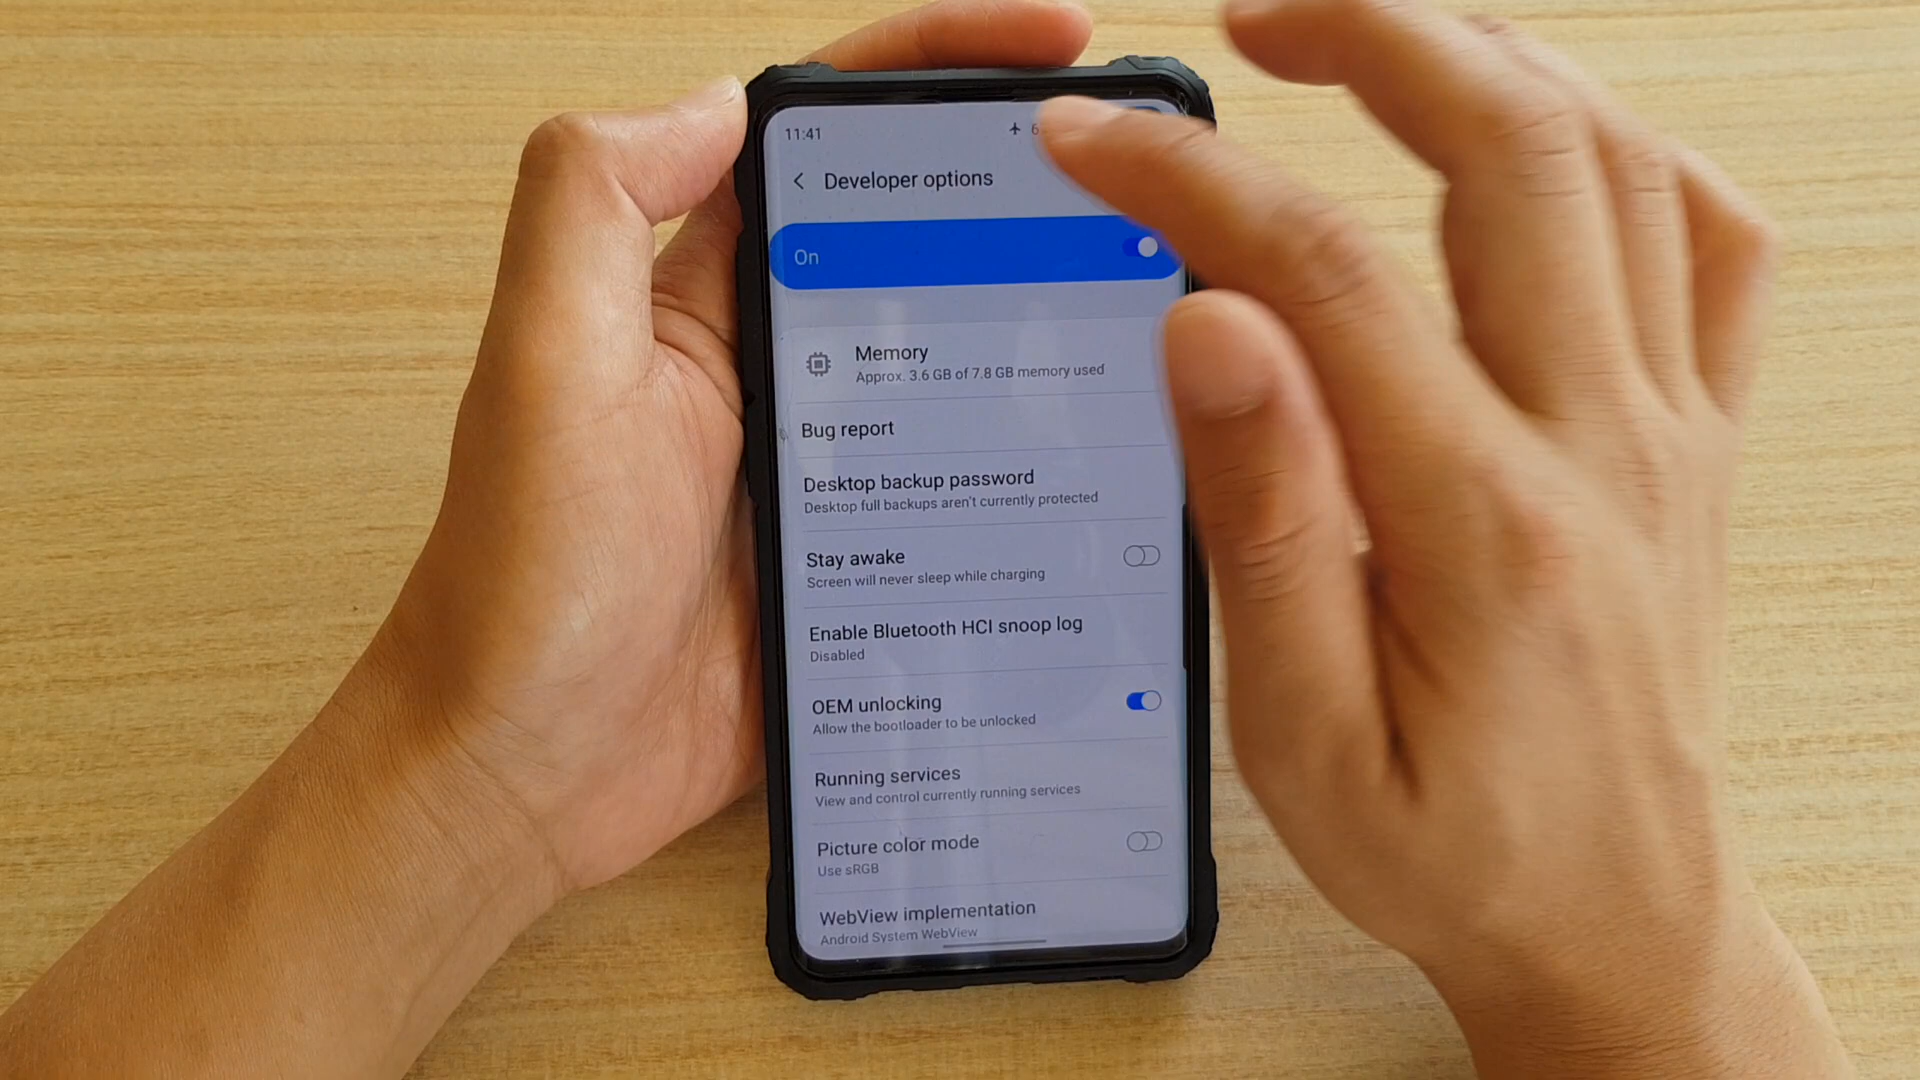 11:41
Developer options
On
Memory
Approx. 3.6 GB of 7.8 GB memory used
Bug report
Desktop backup password
Desktop full backups aren't currently protected
Stay awake
Screen will never sleep while charging
Enable Bluetooth HCI snoop log
Disabled
OEM unlocking
Allow the bootloader to be unlocked
Running services
View and control currently running services
Picture color mode
Use sRGB
WebView implementation
Android System WebView